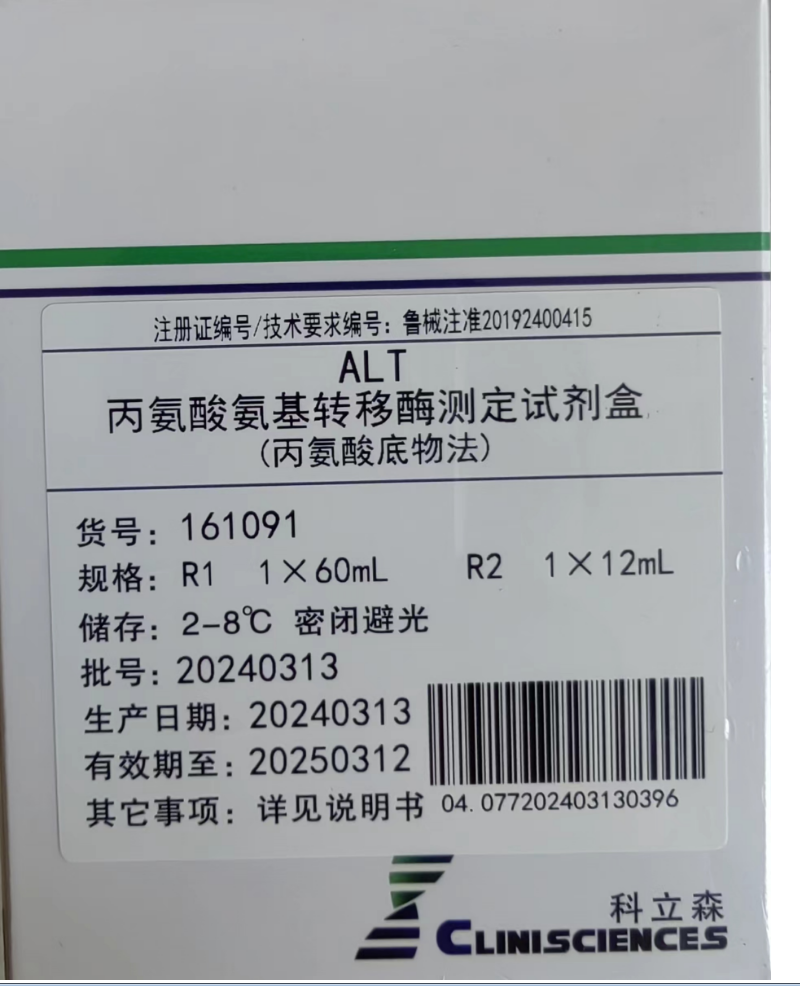 注册证编号/技术要求编号：鲁械注准20192400415
ALT
丙氨酸氨基转移酶测定试剂盒
(丙氨酸底物法)
货号：161091
规格：R1 1×60mL R2 1×12mL
储存：2-8℃ 密闭避光
批号：20240313
生产日期：20240313
有效期至：20250312
其它事项：详见说明书
04.077202403130396
科立森
CLINISCIENCES